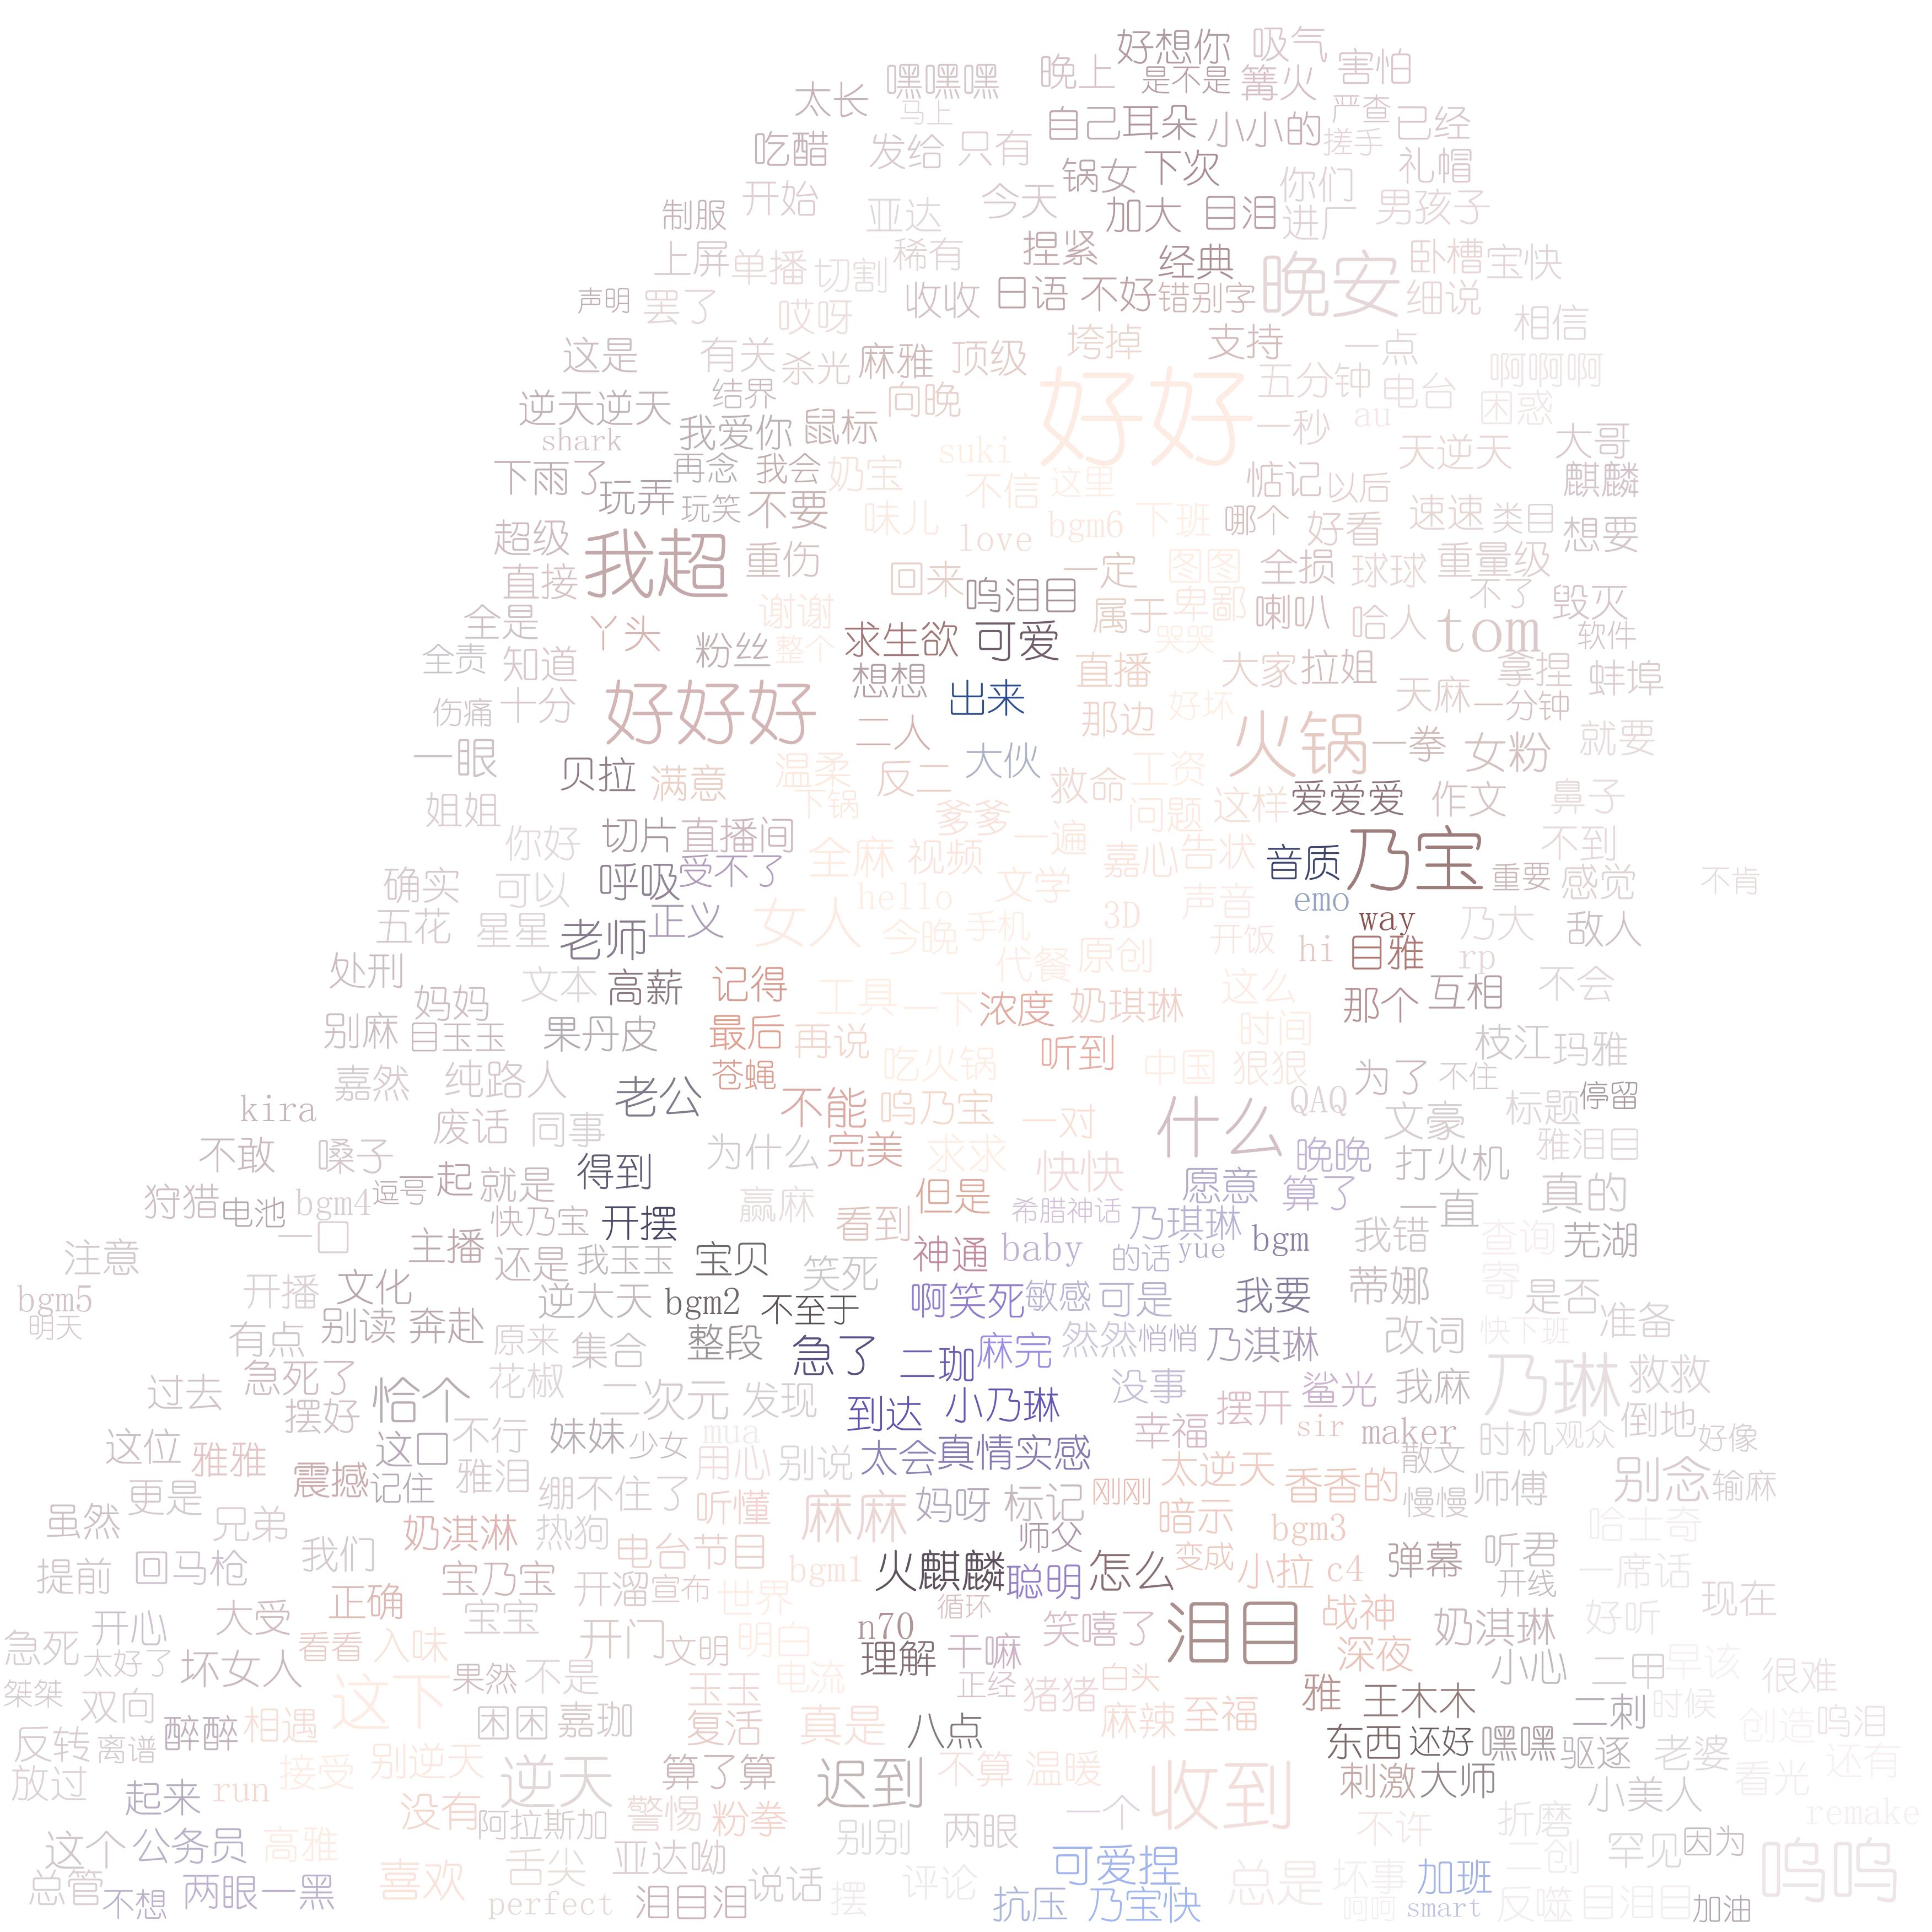 好想你 吸气
晚上 是不是 篝火 害怕
太长 嘿嘿嘿 马上
自己 耳朵 小小的 严查 已经
吃醋 发给 只有 搓手
锅女 下次 你们 礼帽
制服 开始 亚达 今天 加大 目泪 进厂 男孩子
上屏 单播 切割 稀有 捏紧 经典 晚安 卧槽 宝快
声明 罢了 哎呀 收收 日语 不好 错别字 细说
这是 有关 杀光 麻雅 顶级 垮掉 支持 一点 相信
结界 向晚 好好 五分钟 电台 啊啊啊
逆天逆天 我爱你 鼠标 一秒 au 困惑
shark suki 天逆天 大哥
下雨了 再念 我会 奶宝 不信 这里 惦记 以后 麒麟
玩弄 玩笑 不要 味儿 love bgm6 下班 哪个 好看 速速 类目 想要
超级 我超 重伤 回来 一定 图图 全损 球球 重量级
直接 呜泪目 属于 卑鄙 喇叭 哈人 不了 毁灭
全是 丫头 谢谢 求生欲 可爱 哭哭 tom 软件
全责 知道 粉丝 整个 想想 直播 大家 拉姐 拿捏 蚌埠
伤痛 十分 好好好 出来 那边 好坏 天麻 一分钟
一眼 二人 大伙 火锅 一拳 女粉 就要
贝拉 满意 温柔 反二 救命 工资
姐姐 下锅 爹爹 问题 这样 爱爱爱 作文 鼻子
你好 切片 直播间 一遍 乃宝 不到
确实 可以 呼吸 受不了 全麻 视频 文学 嘉心 告状 音质 重要 感觉 不肯
五花 星星 老师 正义 女人 hello 今晚 手机 3D 声音 emo way 乃大 敌人
处刑 文本 高薪 记得 代餐 原创 开饭 hi 目雅 rp
妈妈 工具 一下 浓度 奶琪琳 这么 那个 互相 不会
别麻 目玉玉 果丹皮 最后 再说 听到 时间 枝江 玛雅
嘉然 纯路人 苍蝇 吃火锅 中国 狠狠 为了 不住
kira 老公 不能 呜乃宝 什么 QAQ 文豪 标题 停留
废话 同事 一对 雅泪目
不敢 嗓子 为什么 完美 求求 快快 晚晚 打火机
一起 就是 得到 愿意 算了 真的
狩猎 电池 bgm4 逗号 快乃宝 开摆 赢麻 看到 但是 希腊神话 乃琪琳 一直
注意 一口 主播 还是 我玉玉 宝贝 笑死 神通 baby 的话 yue bgm 我错 查询 芜湖
bgm5 开播 文化 逆大天 bgm2 不至于 啊笑死 敏感 可是 我要 蒂娜 寄 是否
明天 有点 别读 奔赴 原来 集合 整段 急了 二珈 麻完 然然 悄悄 乃淇琳 改词 快下班 准备
过去 急死了 恰个 花椒 二次元 发现 没事 鲨光 我麻 乃琳 救救
摆好 到达 小乃琳 摆开 倒地
这位 雅雅 这口 不行 妹妹 少女 mua 幸福 sir maker 时机 观众 好像
震撼 记住 雅泪 用心 别说 太会 真情实感 太逆天 香香的 散文 别念 输麻
虽然 更是 兄弟 绷不住了 听懂 麻麻 妈呀 标记 刚刚 慢慢 师傅
奶淇淋 热狗 师父 暗示 bgm3 哈士奇
提前 回马枪 我们 宝乃宝 电台节目 bgm1 火麒麟 聪明 怎么 变成 小拉 c4 弹幕 听君 一席话
大受 正确 宝宝 开溜 宣布 世界 循环 开线 现在
急死 开心 看看 入味 开门 文明 明白 n70 干嘛 笑嘻了 泪目 战神 奶淇琳 好听
太好了 坏女人 果然 不是 电流 理解 深夜 小心 二甲 早该 很难
桀桀 双向 这下 玉玉 正经 猪猪 白头 雅 王木木 二刺 时候
反转 离谱 醉醉 相遇 困困 嘉珈 复活 真是 八点 麻辣 至福 东西 还好 嘿嘿 驱逐 创造 呜泪
放过 接受 别逆天 逆天 算了算 迟到 不算 温暖 收到 刺激 大师 老婆 看光 还有
起来 run 没有 阿拉斯加 警惕 粉拳 一个 小美人 remake
这个 公务员 高雅 别别 两眼 不许 折磨 罕见 因为
总管 不想 两眼一黑 喜欢 舌尖 亚达呦 说话 评论 可爱捏 总是 坏事 加班 二创 呜呜
perfect 泪目泪 摆 抗压 乃宝快 呵呵 smart 反噬 目泪目 加油